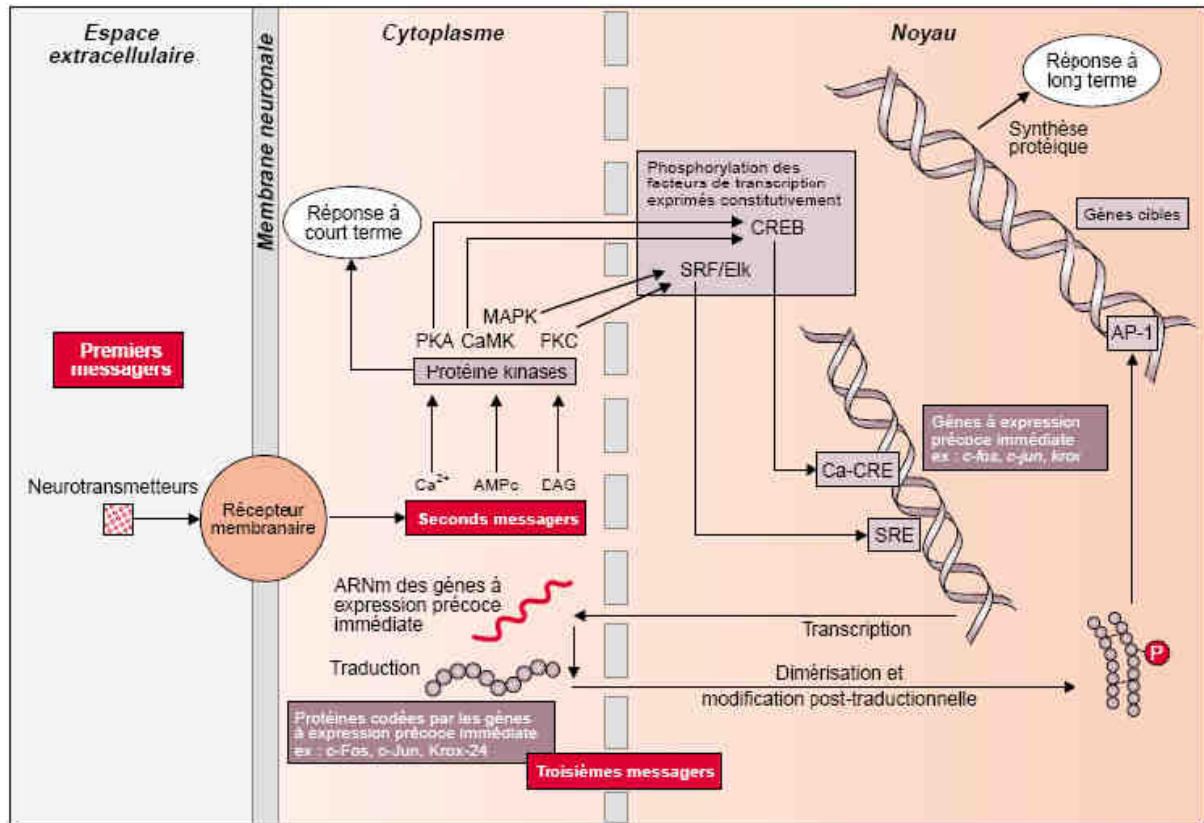 Espace
extracellulaire
Membrane neuronale
Cytoplasme
Noyau
Réponse à
long terme
Synthèse
protéique
Phosphorylation des
facteurs de transcription
exprimés constitutivement
CREB
SRF/Elk
Gènes cibles
Réponse à
court terme
MAPK
PKA CaMK PKC
Protéine kinases
AP-1
Premiers
messagers
Gènes à expression
précoce immédiate
ex : c-fos, c-jun, krox
Ca-CRE
SRE
Neurotransmetteurs
Récepteur
membranaire
Ca2+ AMPc DAG
Seconds messagers
ARNm des gènes à
expression précoce
immédiate
Transcription
Traduction
Dimérisation et
modification post-traductionnelle
P
Protéines codées par les gènes
à expression précoce immédiate
ex : c-Fos, c-Jun, Krox-24
Troisièmes messagers